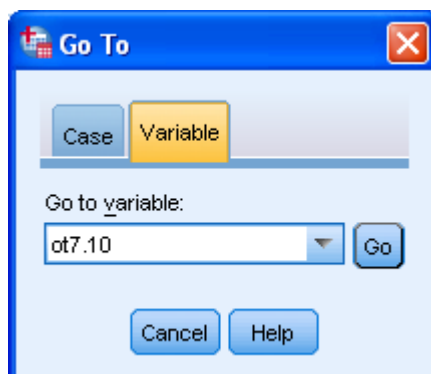 Go To
Case Variable
Go to variable:
ot7.10 Go
Cancel Help